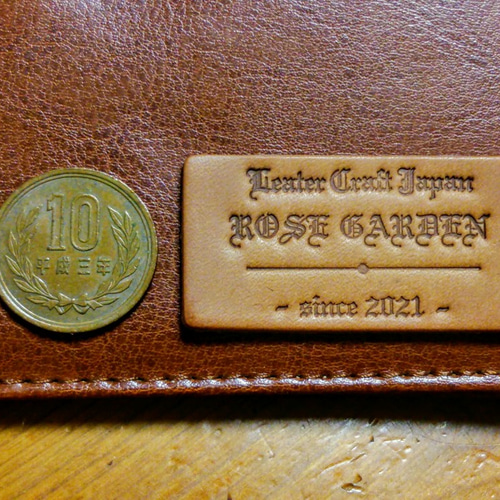 10
平成三年
Leater Craft Japan
ROSE GARDEN
- since 2021 -